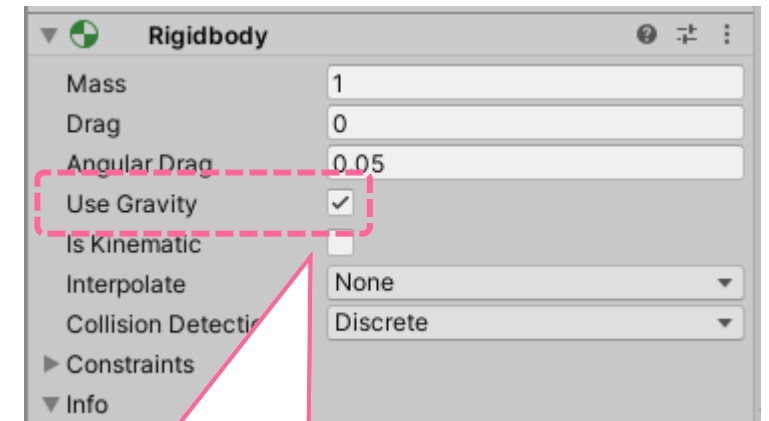 Rigidbody
Mass 1
Drag 0
Angular Drag 0.05
Use Gravity
Is Kinematic
Interpolate None
Collision Detectio Discrete
Constraints
Info